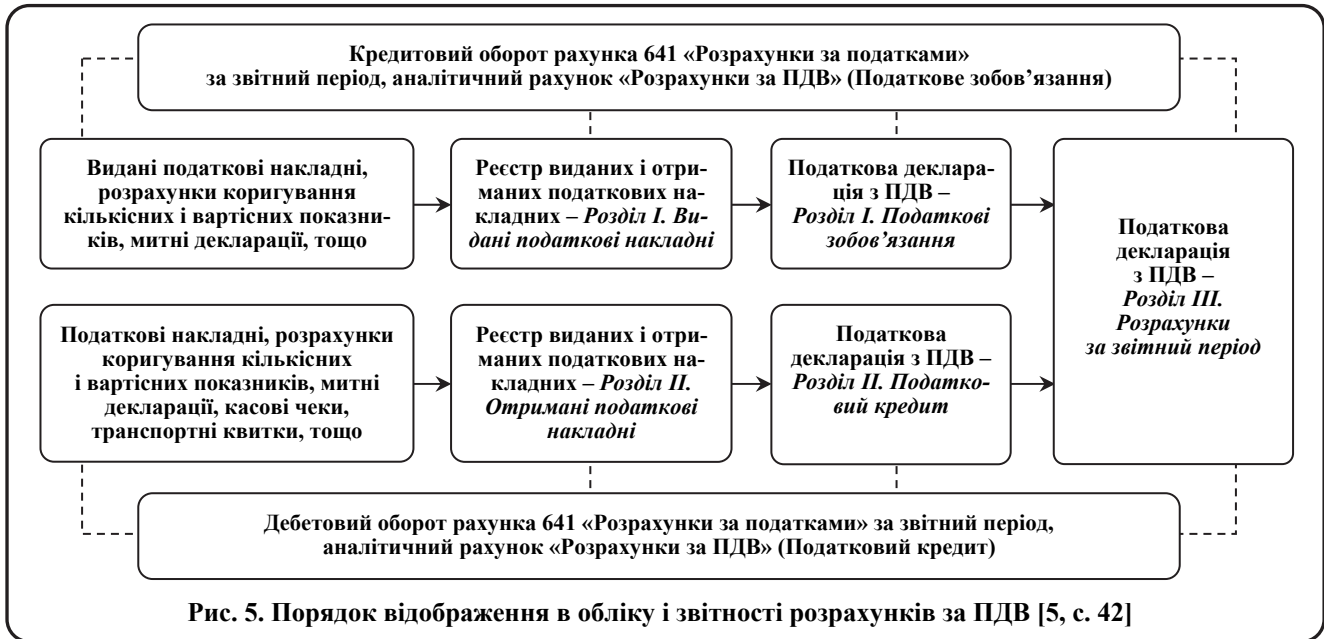 Кредитовий оборот рахунка 641 «Розрахунки за податками»
за звітний період, аналітичний рахунок «Розрахунки за ПДВ» (Податкове зобов’язання)
Видані податкові накладні,
розрахунки коригування
кількісних і вартісних показни-
ків, митні декларації, тощо
Реєстр виданих і отри-
маних податкових на-
кладних – Розділ I. Ви-
дані податкові накладні
Податкова деклара-
ція з ПДВ –
Розділ I. Податкові
зобов’язання
Податкова
декларація
з ПДВ –
Розділ III.
Розрахунки
за звітний період
Податкові накладні, розрахунки
коригування кількісних
і вартісних показників, митні
декларації, касові чеки,
транспортні квитки, тощо
Реєстр виданих і отри-
маних податкових на-
кладних – Розділ II.
Отримані податкові
накладні
Податкова
декларація з ПДВ –
Розділ II. Податко-
вий кредит
Дебетовий оборот рахунка 641 «Розрахунки за податками» за звітний період,
аналітичний рахунок «Розрахунки за ПДВ» (Податковий кредит)
Рис. 5. Порядок відображення в обліку і звітності розрахунків за ПДВ [5, с. 42]